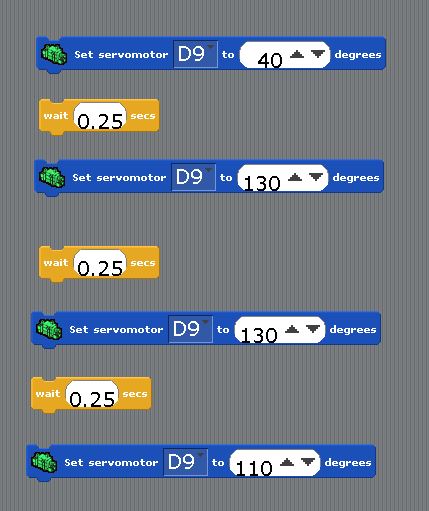 Set servomotor D9 to 40 degrees
wait 0.25 secs
Set servomotor D9 to 130 degrees
wait 0.25 secs
Set servomotor D9 to 130 degrees
wait 0.25 secs
Set servomotor D9 to 110 degrees